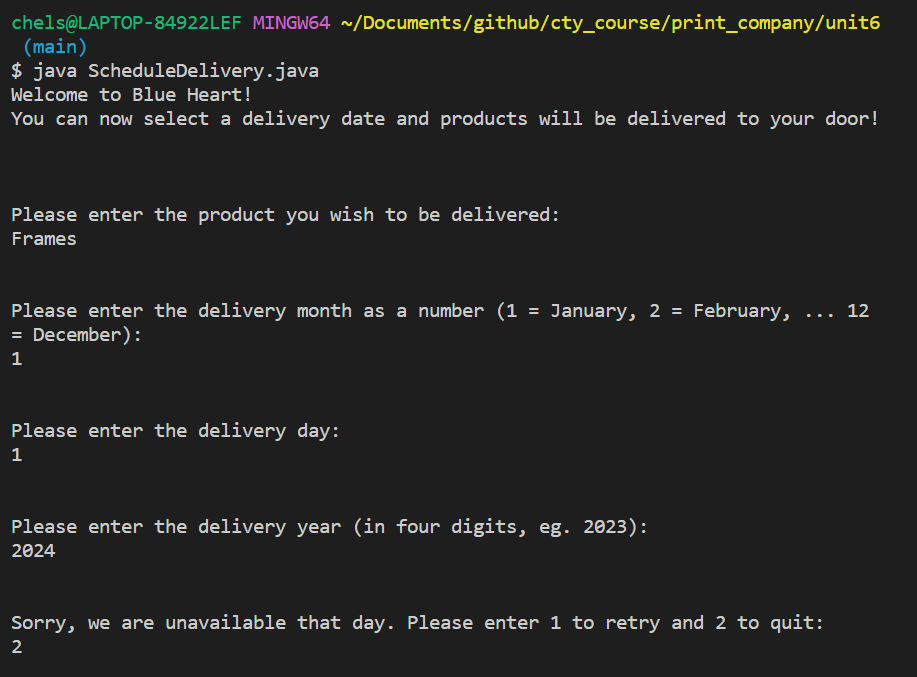 chels@LAPTOP-84922LEF MINGW64 ~/Documents/github/cty_course/print_company/unit6
(main)
$ java ScheduleDelivery.java
Welcome to Blue Heart!
You can now select a delivery date and products will be delivered to your door!
Please enter the product you wish to be delivered:
Frames
Please enter the delivery month as a number (1 = January, 2 = February, ... 12
= December):
1
Please enter the delivery day:
1
Please enter the delivery year (in four digits, eg. 2023):
2024
Sorry, we are unavailable that day. Please enter 1 to retry and 2 to quit:
2